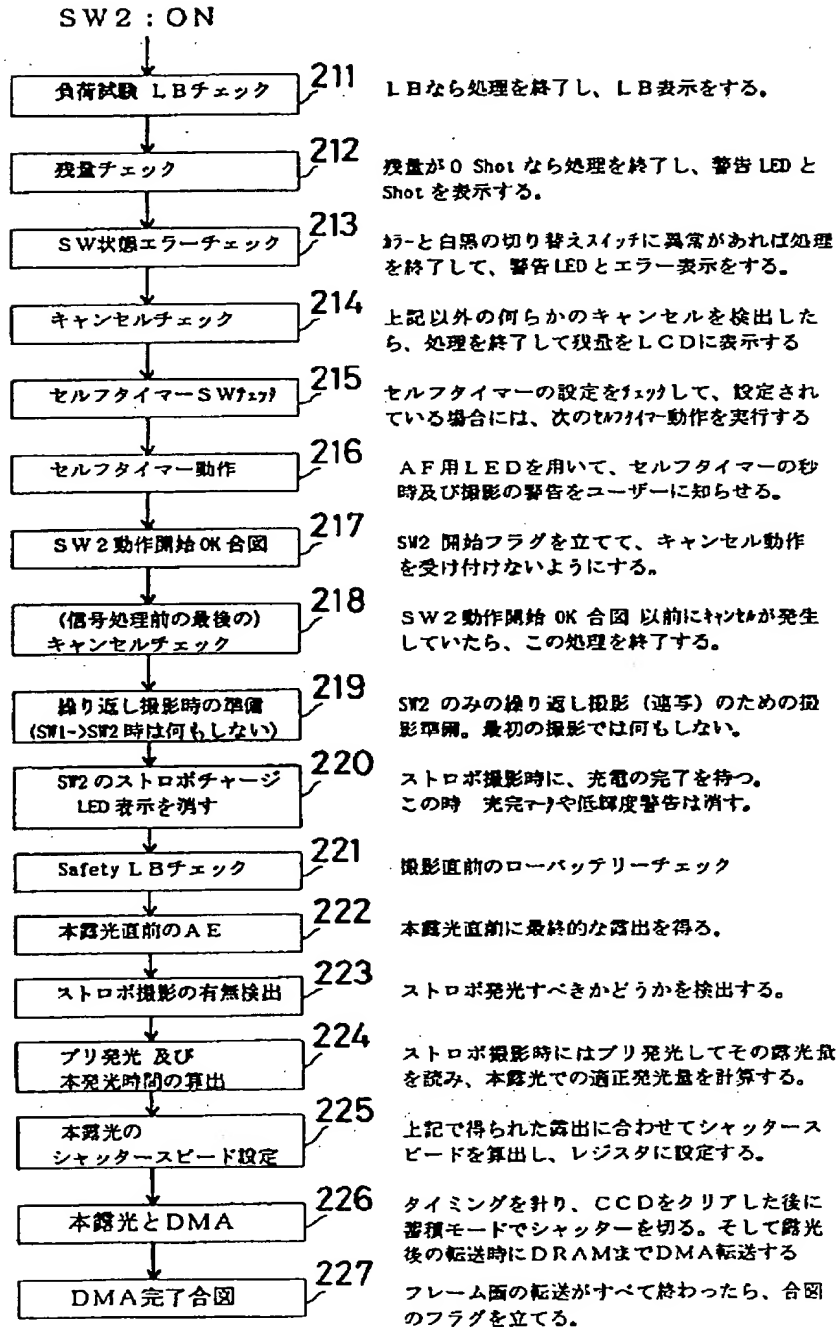 SW2:ON
負荷試験 LBチェック
211
LBなら処理を終了し、LB表示をする。
残量チェック
212
残量が0 Shot なら処理を終了し、警告 LED と
Shot を表示する。
SW状態エラーチェック
213
カラーと白黒の切り替えスイッチに異常があれば処理
を終了して、警告 LED とエラー表示をする。
キャンセルチェック
214
上記以外の何らかのキャンセルを検出した
ら、処理を終了して残量をLCDに表示する
セルフタイマーSWチェック
215
セルフタイマーの設定をチェックして、設定され
ている場合には、次のセルフタイマー動作を実行する
セルフタイマー動作
216
AF用LEDを用いて、セルフタイマーの秒
時及び撮影の警告をユーザーに知らせる。
SW2動作開始OK合図
217
SW2 開始フラグを立てて、キャンセル動作
を受け付けないようにする。
(信号処理前の最後の)
キャンセルチェック
218
SW2動作開始 OK 合図 以前にキャンセルが発生
していたら、この処理を終了する。
繰り返し撮影時の準備
(SW1->SW2 時は何もしない)
219
SW2 のみの繰り返し撮影(連写)のための撮
影準備。最初の撮影では何もしない。
SW2 のストロボチャージ
LED 表示を消す
220
ストロボ撮影時に、充電の完了を待つ。
この時 充完マークや低輝度警告は消す。
Safety LBチェック
221
撮影直前のローバッテリーチェック
本露光直前のAE
222
本露光直前に最終的な露出を得る。
ストロボ撮影の有無検出
223
ストロボ発光すべきかどうかを検出する。
プリ発光 及び
本発光時間の算出
224
ストロボ撮影時にはプリ発光してその露光量
を読み、本露光での適正発光量を計算する。
本露光の
シャッタースピード設定
225
上記で得られた露出に合わせてシャッタース
ピードを算出し、レジスタに設定する。
本露光とDMA
226
タイミングを計り、CCDをクリアした後に
蓄積モードでシャッターを切る。そして露光
後の転送時にDRAMまでDMA転送する
DMA完了合図
227
フレーム画の転送がすべて終わったら、合図
のフラグを立てる。